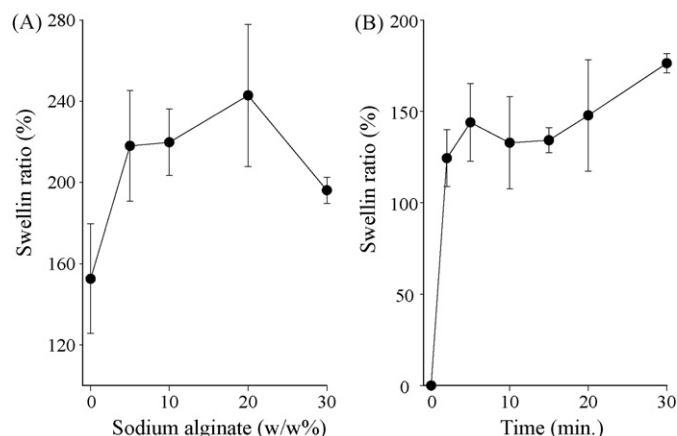 (A)
280
240
200
160
120
Swellin ratio (%)
0 10 20 30
Sodium alginate (w/w%)
(B)
200
150
100
50
0
Swellin ratio (%)
0 10 20 30
Time (min.)